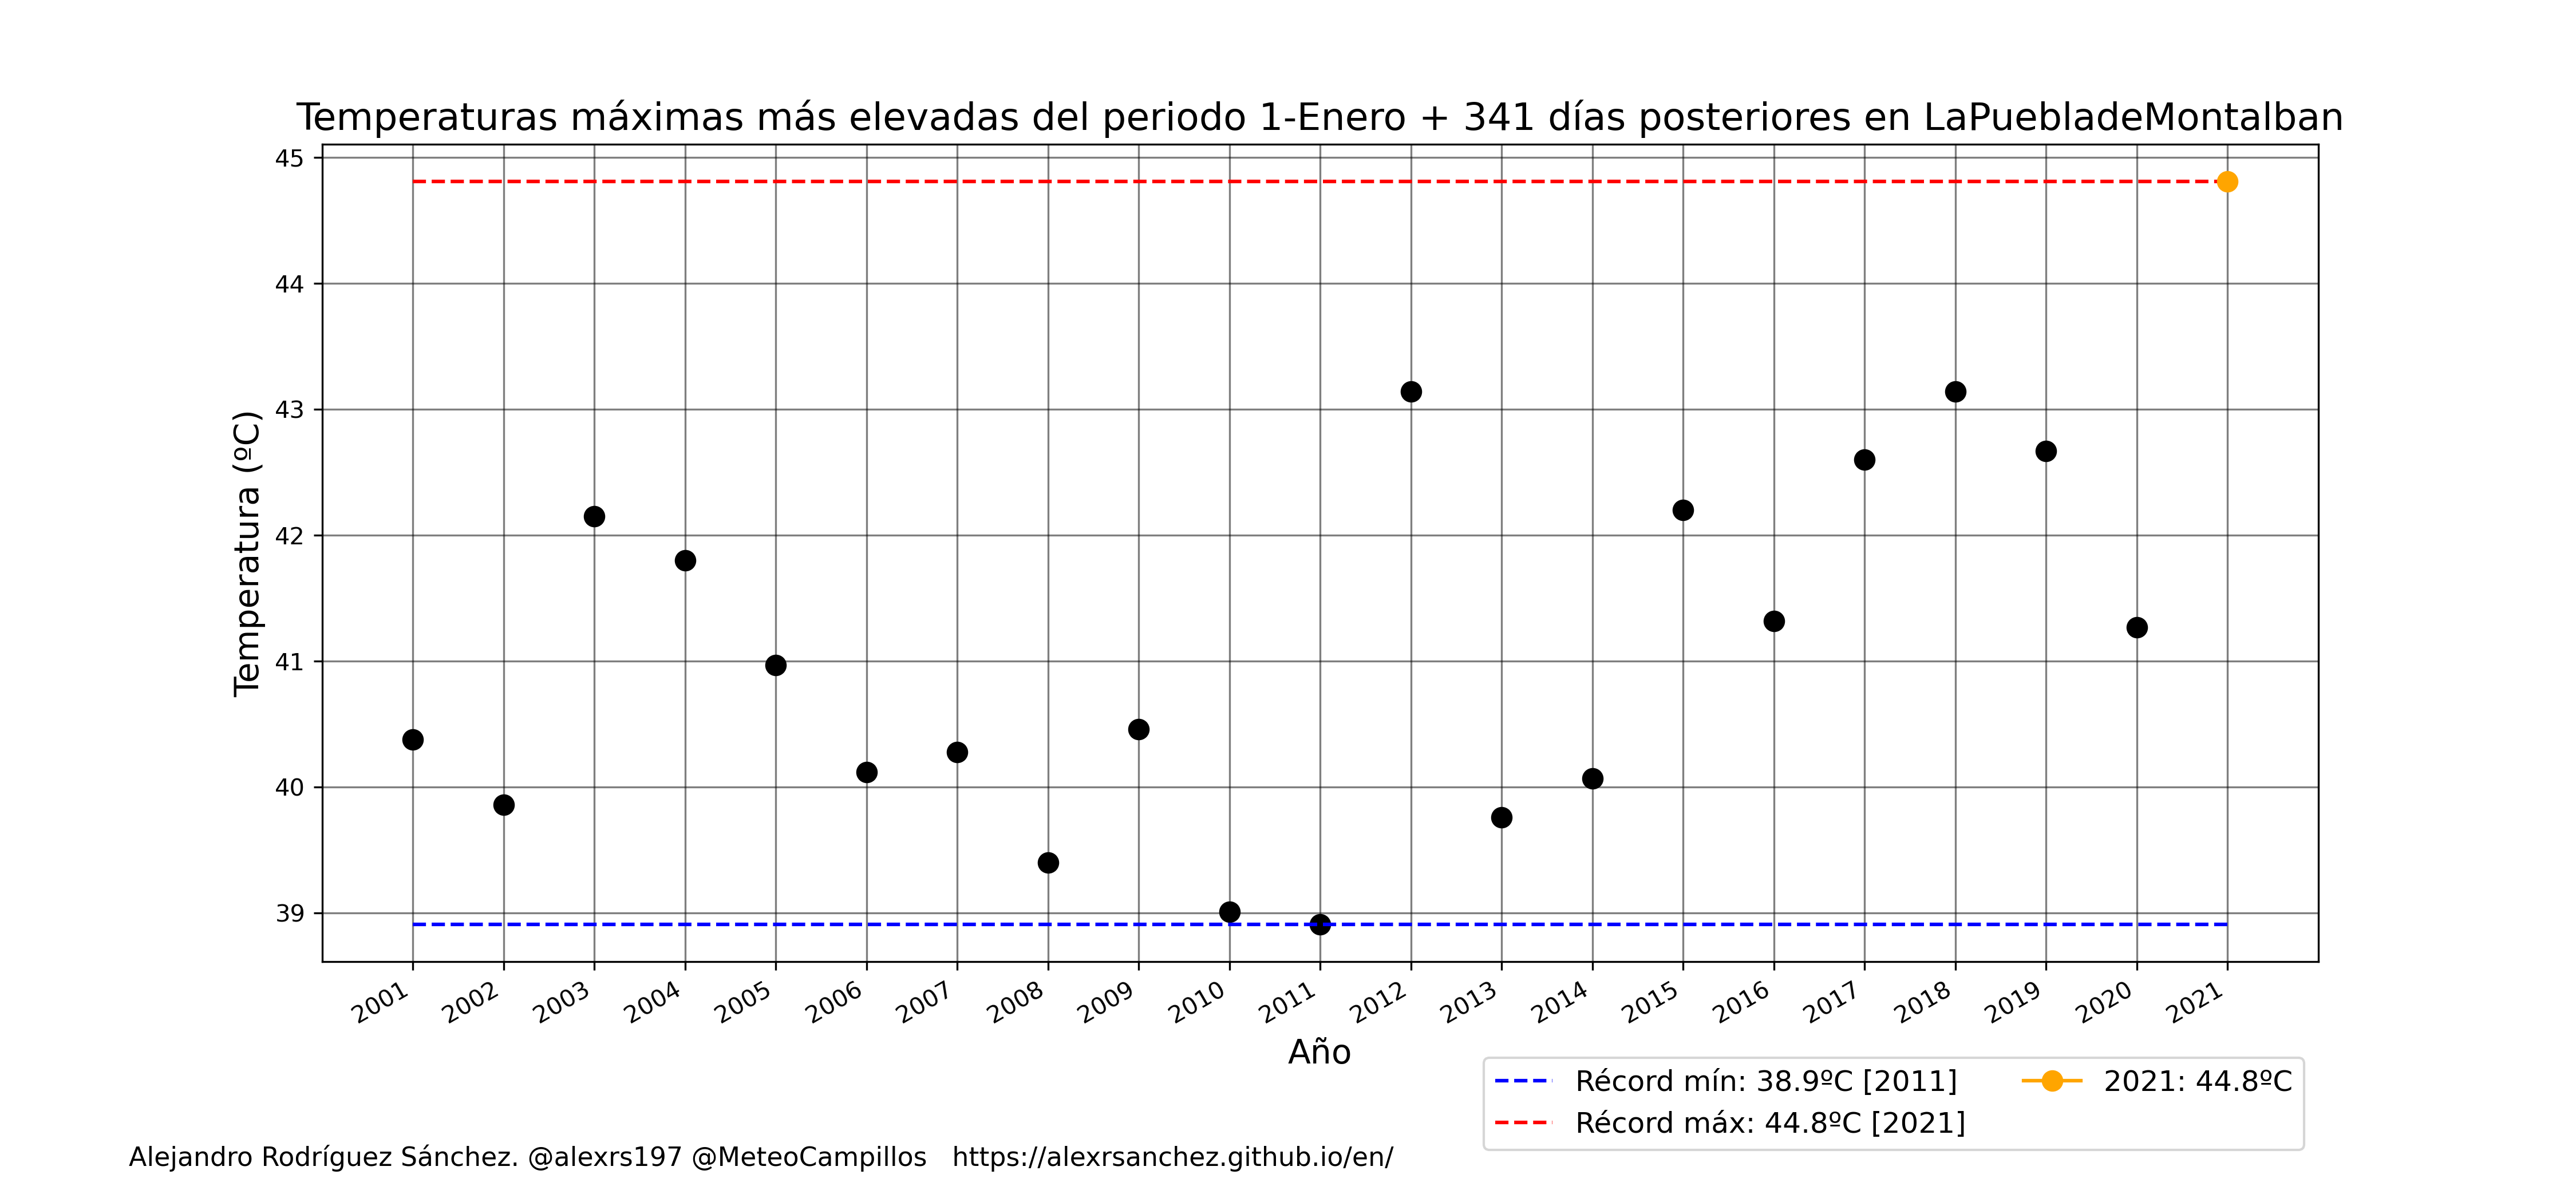 Temperaturas máximas más elevadas del periodo 1-Enero + 341 días posteriores en LaPuebladeMontalban
Temperatura (ºC)
45
44
43
42
41
40
39
2001 2002 2003 2004 2005 2006 2007 2008 2009 2010 2011 2012 2013 2014 2015 2016 2017 2018 2019 2020 2021
Año
Récord mín: 38.9ºC [2011]
Récord máx: 44.8ºC [2021]
2021: 44.8ºC
Alejandro Rodríguez Sánchez. @alexrs197 @MeteoCampillos https://alexrsanchez.github.io/en/